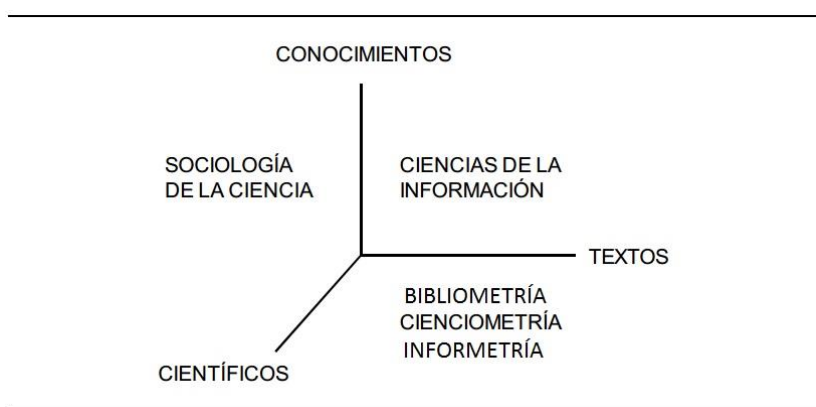 CONOCIMIENTOS
SOCIOLOGÍA
DE LA CIENCIA
CIENCIAS DE LA
INFORMACIÓN
TEXTOS
BIBLIOMETRÍA
CIENCIOMETRÍA
INFORMETRÍA
CIENTÍFICOS